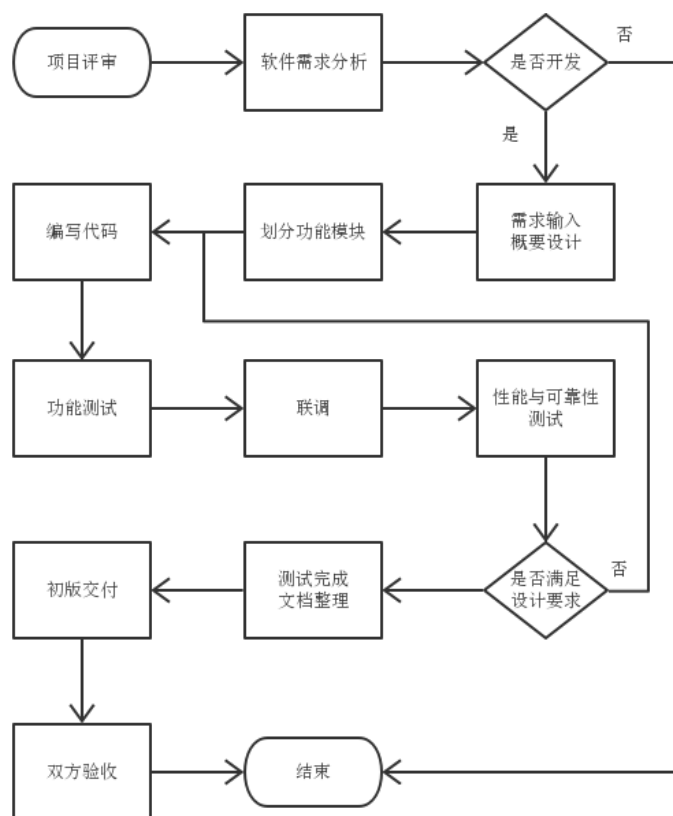 项目评审
软件需求分析
是否开发
否
是
编写代码
划分功能模块
需求输入
概要设计
功能测试
联调
性能与可靠性
测试
初版交付
测试完成
文档整理
是否满足
设计要求
否
双方验收
结束